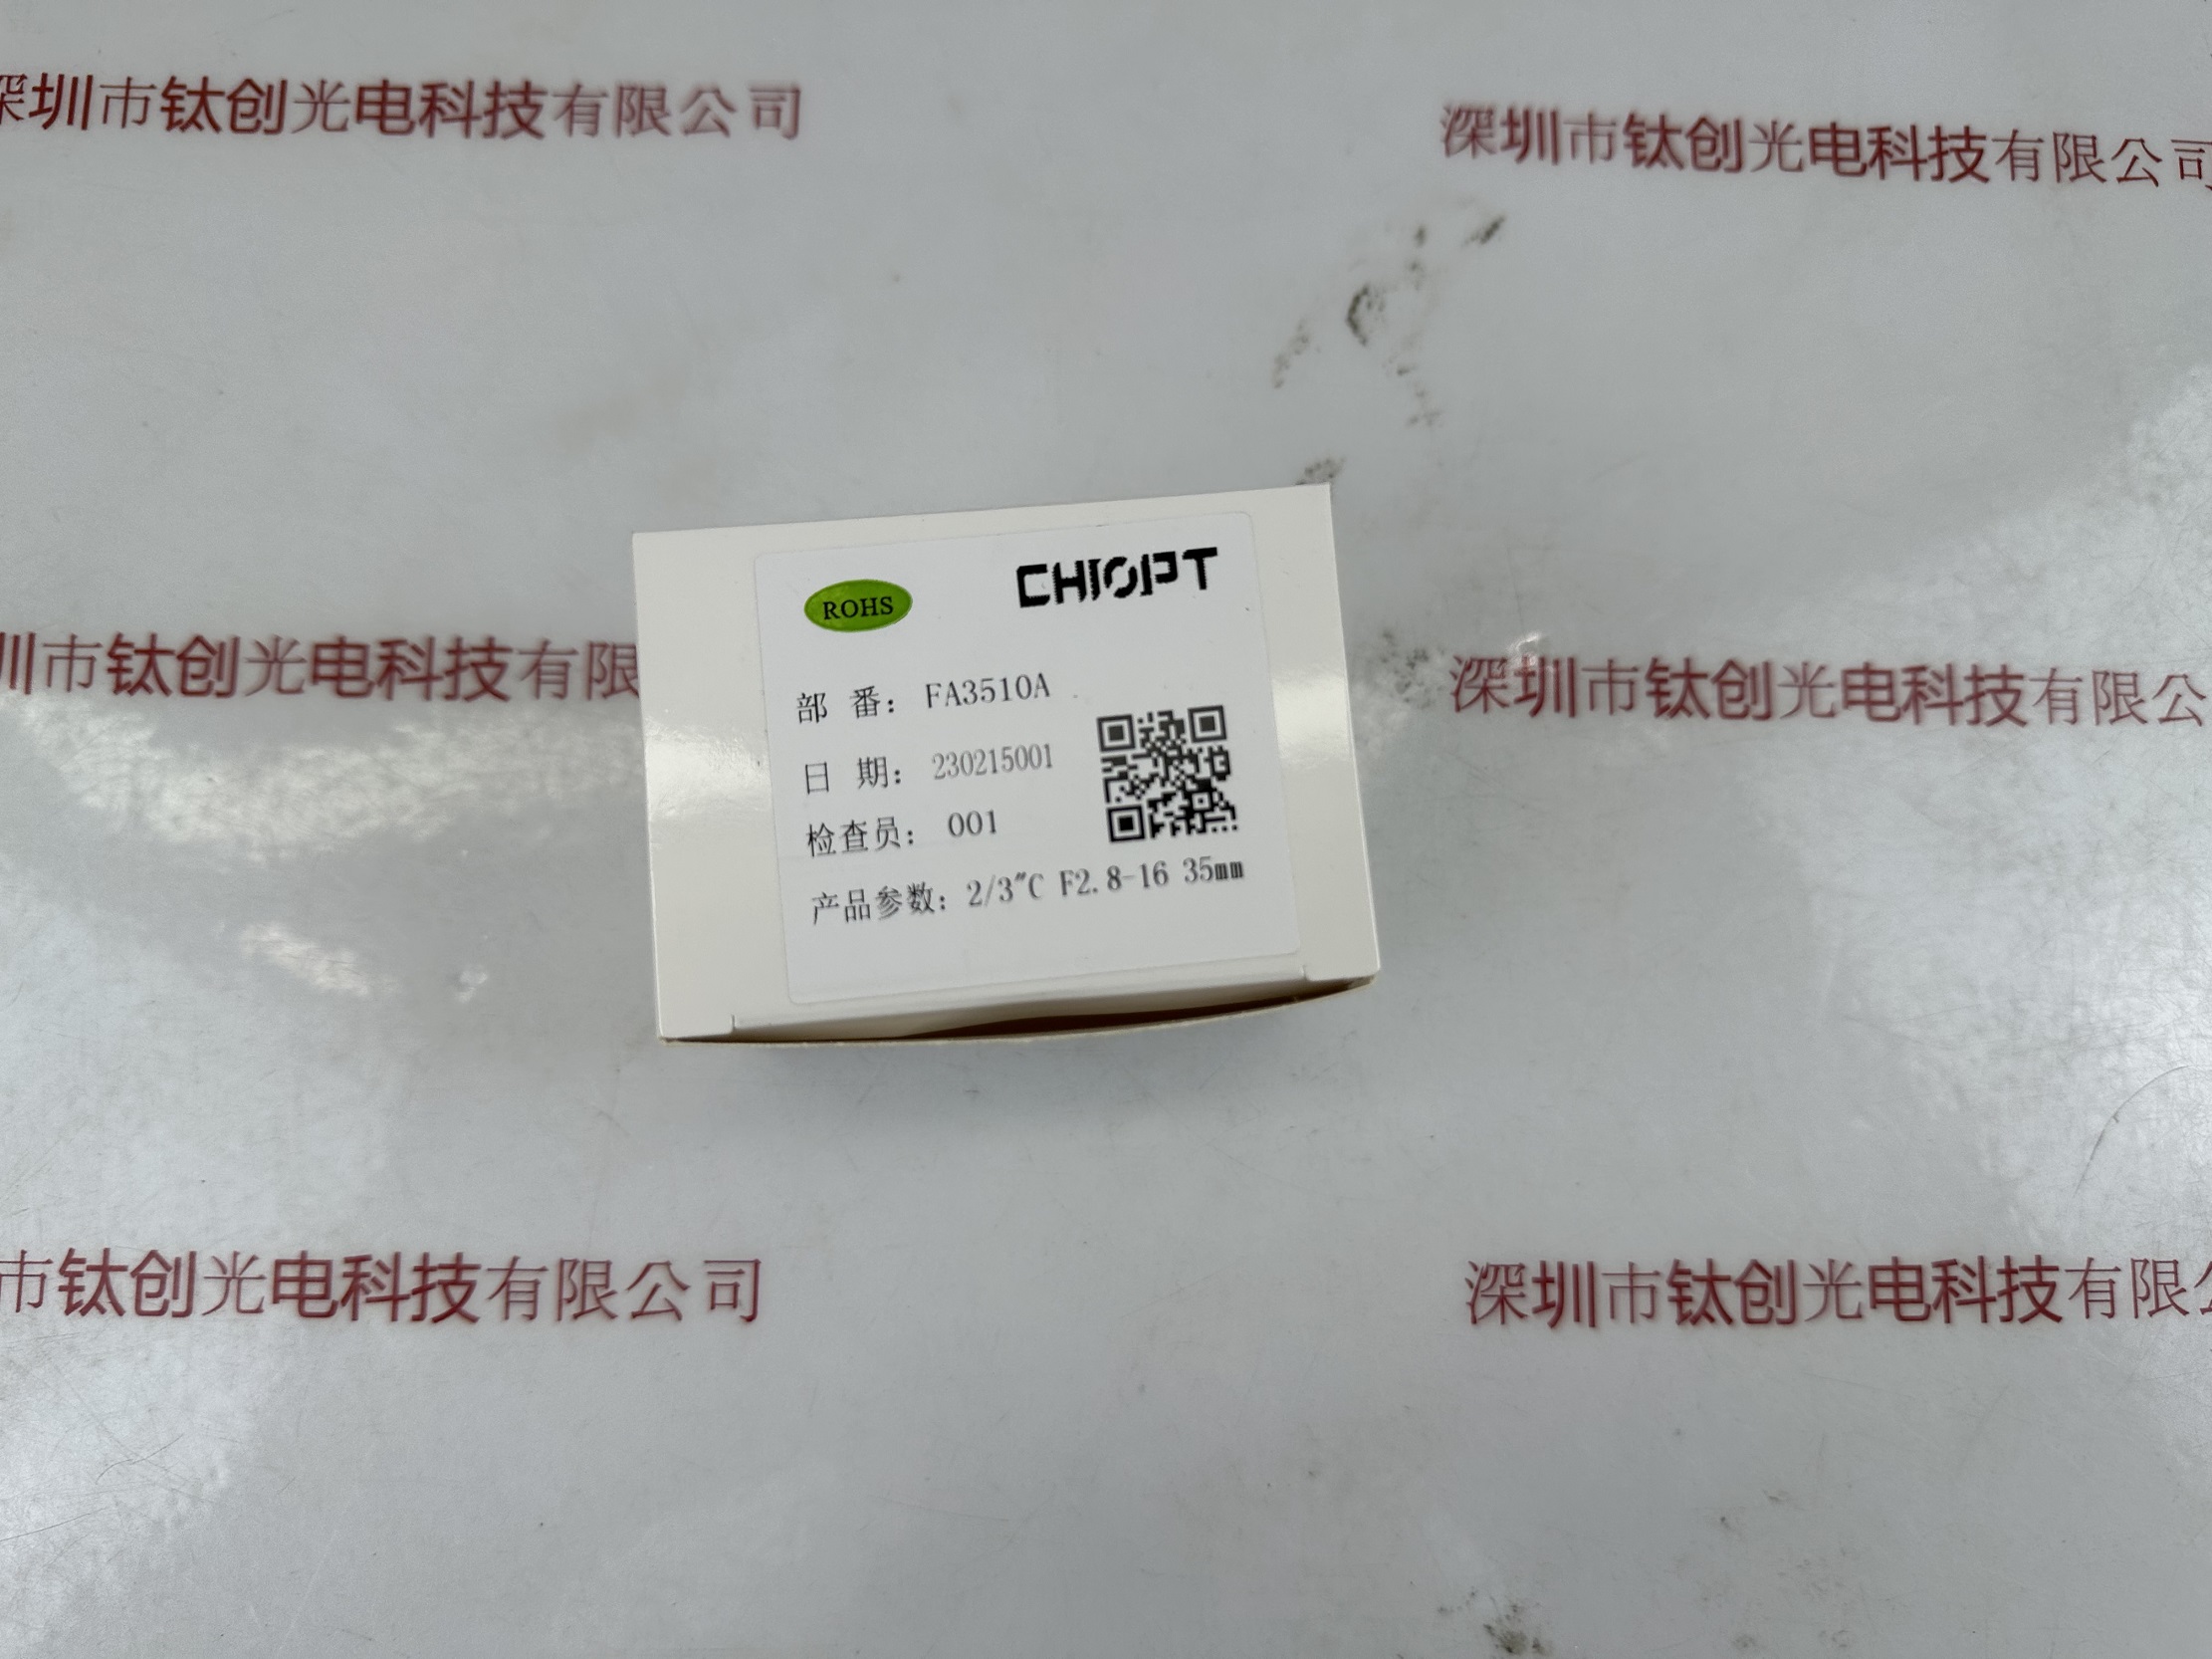 深圳市钛创光电科技有限公司
深圳市钛创光电科技有限公司
CHIOPT
ROHS
部 番: FA3510A
圳市钛创光电科技有限
深圳市钛创光电科技有限公
日 期: 230215001
检查员: 001
产品参数: 2/3"C F2.8-16 35mm
市钛创光电科技有限公司
深圳市钛创光电科技有限公